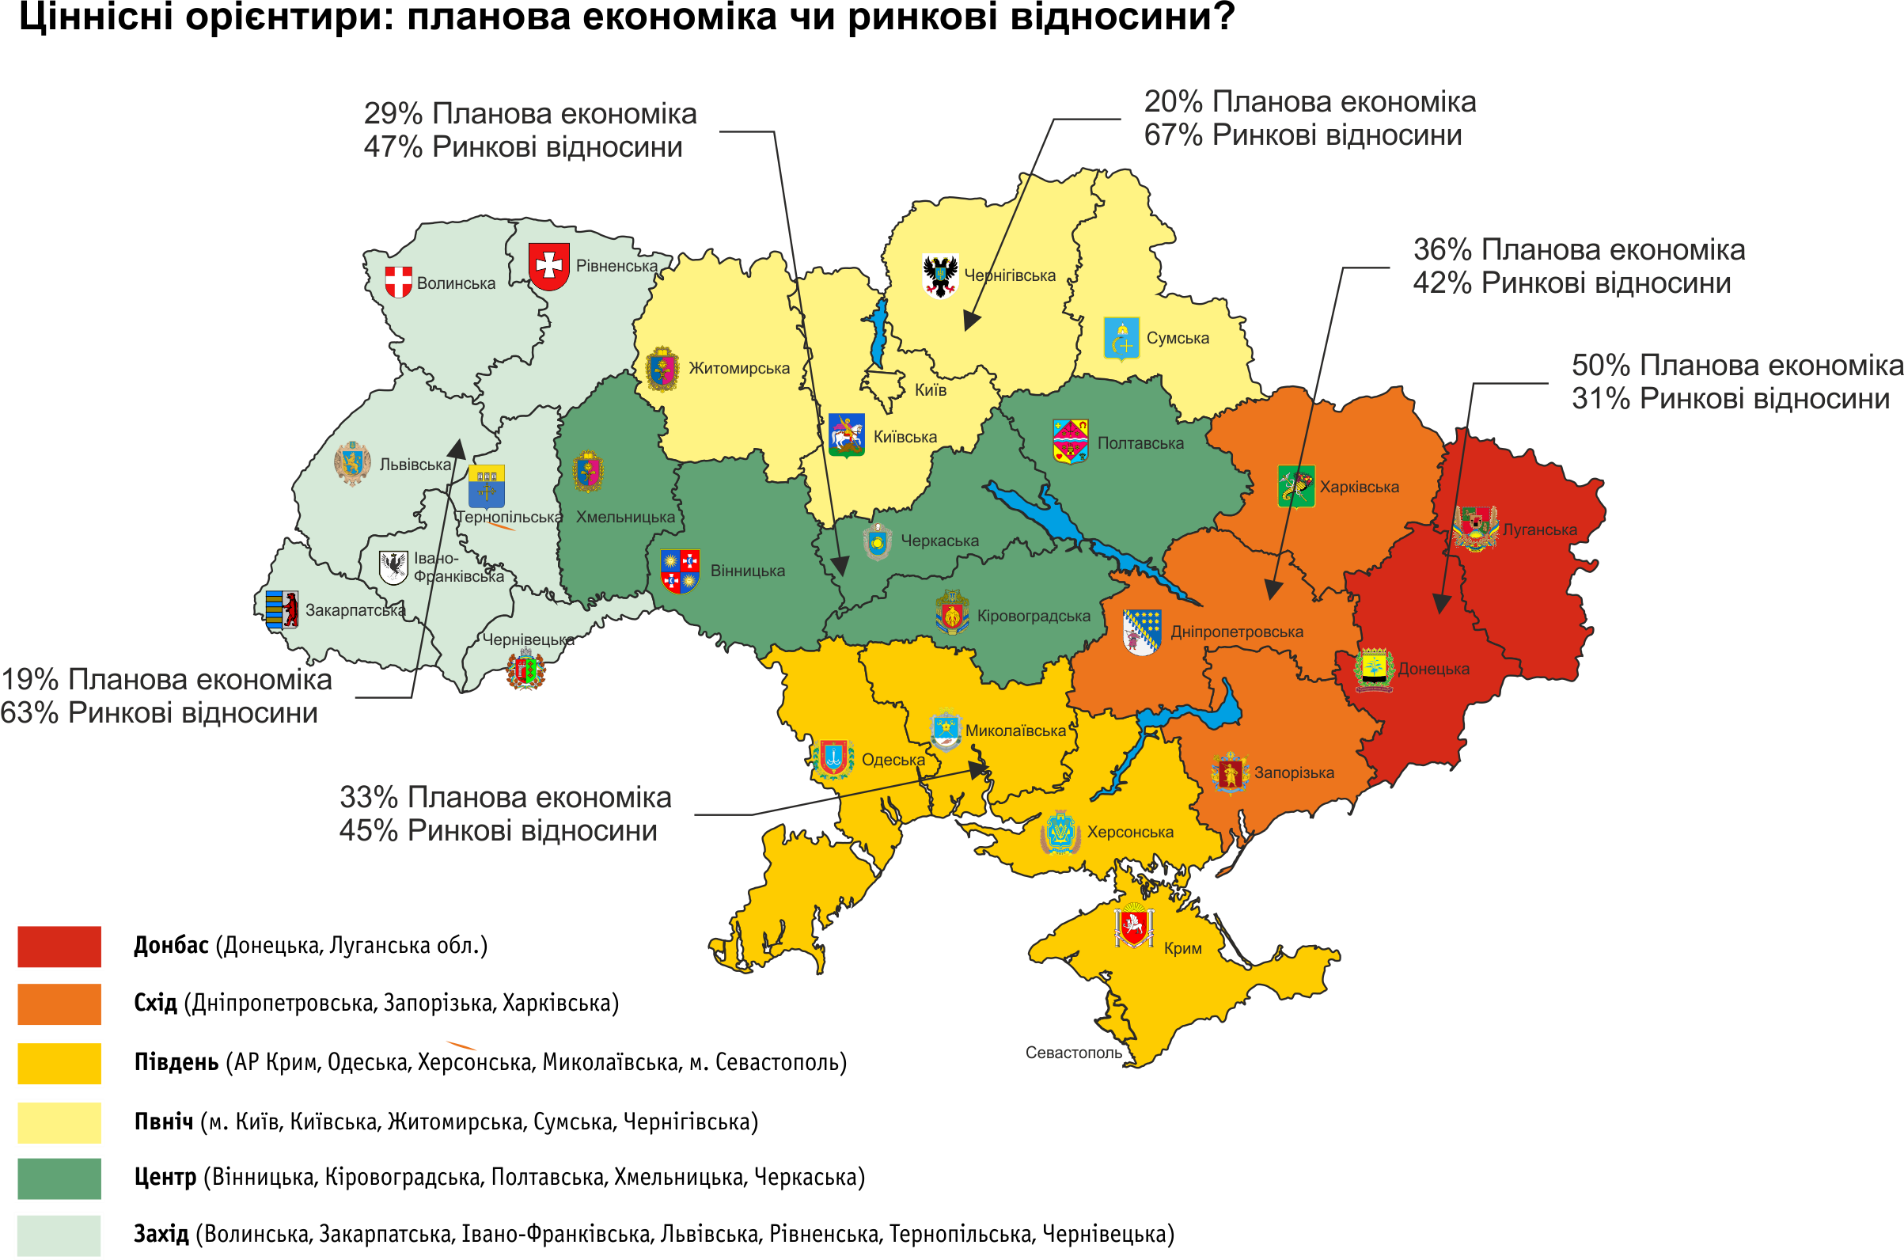 Ціннісні орієнтири: планова економіка чи ринкові відносини?
29% Планова економіка
47% Ринкові відносини
20% Планова економіка
67% Ринкові відносини
36% Планова економіка
42% Ринкові відносини
50% Планова економіка
31% Ринкові відносини
Волинська
Рівненська
Чернігівська
Сумська
Житомирська
Київ
Київська
Полтавська
Львівська
Тернопільська
Хмельницька
Харківська
Луганська
Черкаська
Вінницька
Івано-
Франківська
Закарпатська
Чернівецька
Кіровоградська
Дніпропетровська
Донецька
19% Планова економіка
63% Ринкові відносини
Миколаївська
Одеська
Запорізька
33% Планова економіка
45% Ринкові відносини
Херсонська
Крим
Севастополь
Донбас (Донецька, Луганська обл.)
Схід (Дніпропетровська, Запорізька, Харківська)
Південь (АР Крим, Одеська, Херсонська, Миколаївська, м. Севастополь)
Пвніч (м. Київ, Київська, Житомирська, Сумська, Чернігівська)
Центр (Вінницька, Кіровоградська, Полтавська, Хмельницька, Черкаська)
Захід (Волинська, Закарпатська, Івано-Франківська, Львівська, Рівненська, Тернопільська, Чернівецька)